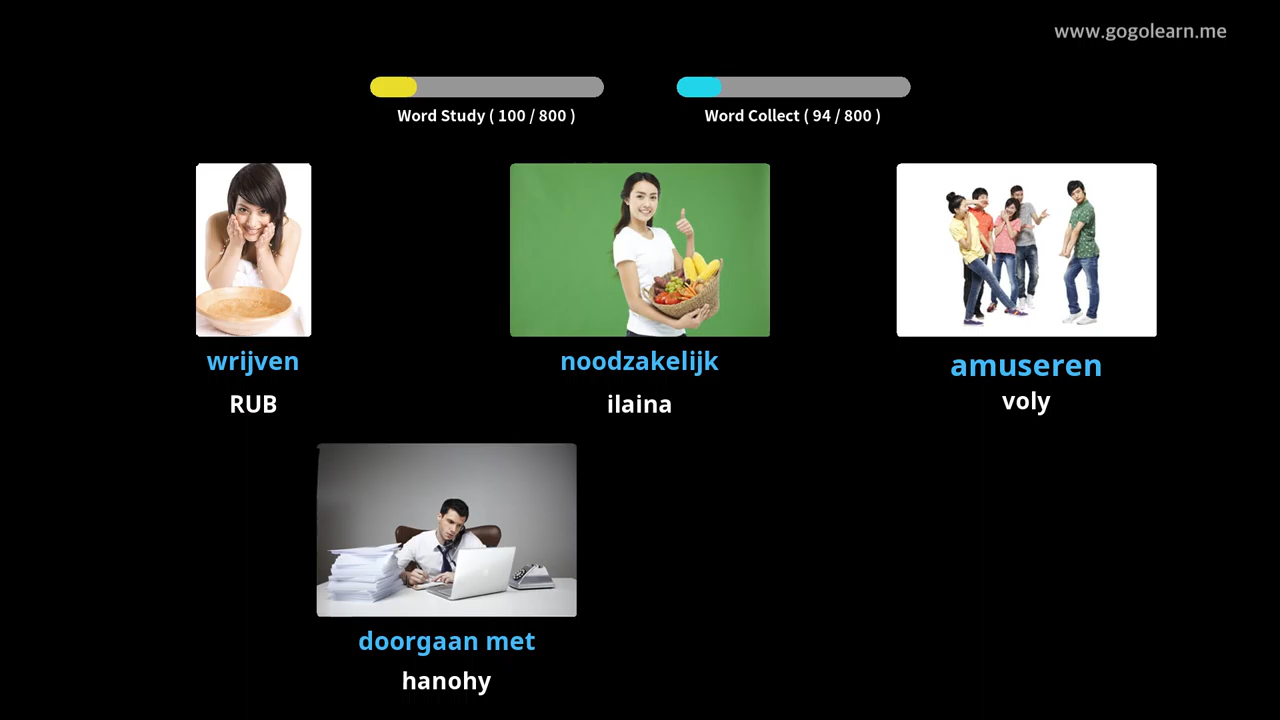 www.gogolearn.me
Word Study ( 100 / 800 )
Word Collect ( 94 / 800 )
wrijven
RUB
noodzakelijk
ilaina
amuseren
voly
doorgaan met
hanohy